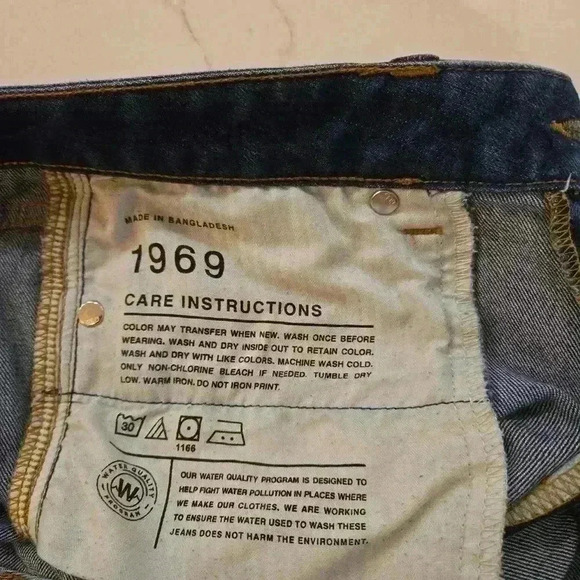 MADE IN BANGLADESH
1969
CARE INSTRUCTIONS
COLOR MAY TRANSFER WHEN NEW. WASH ONCE BEFORE
WEARING. WASH AND DRY INSIDE OUT TO RETAIN COLOR.
WASH AND DRY WITH LIKE COLORS. MACHINE WASH COLD.
ONLY NON-CHLORINE BLEACH IF NEEDED. TUMBLE DRY
LOW. WARM IRON. DO NOT IRON PRINT.
30
1166
WATER QUALITY
W
PROGRAM
OUR WATER QUALITY PROGRAM IS DESIGNED TO
HELP FIGHT WATER POLLUTION IN PLACES WHERE
WE MAKE OUR CLOTHES. WE ARE WORKING
TO ENSURE THE WATER USED TO WASH THESE
JEANS DOES NOT HARM THE ENVIRONMENT.